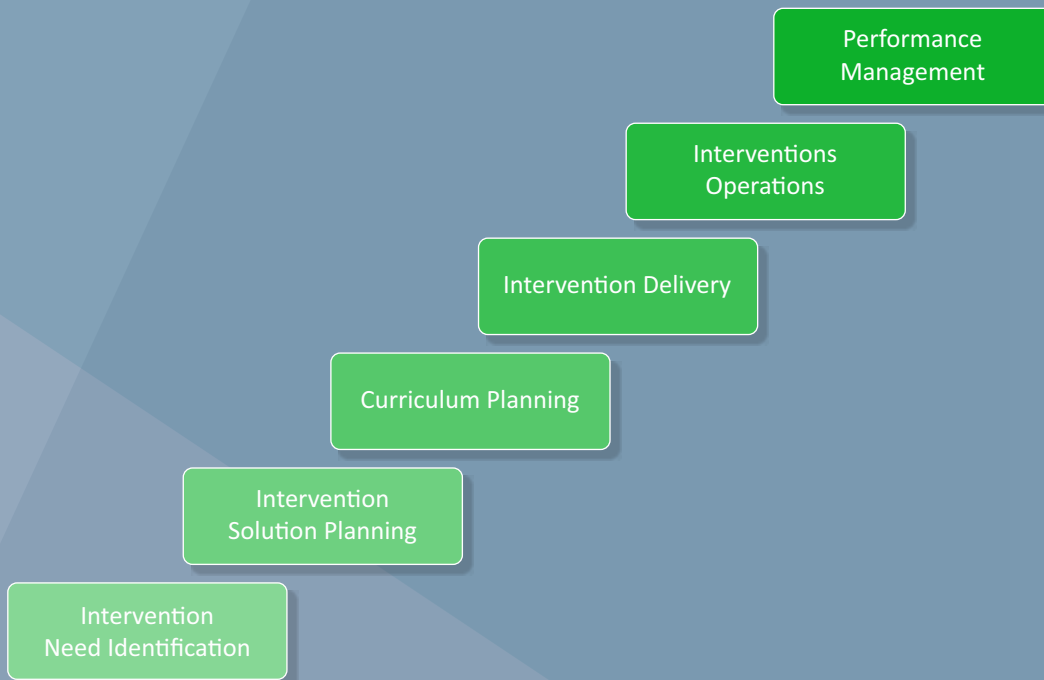 Performance
Management
Interventions
Operations
Intervention Delivery
Curriculum Planning
Intervention
Solution Planning
Intervention
Need Identification